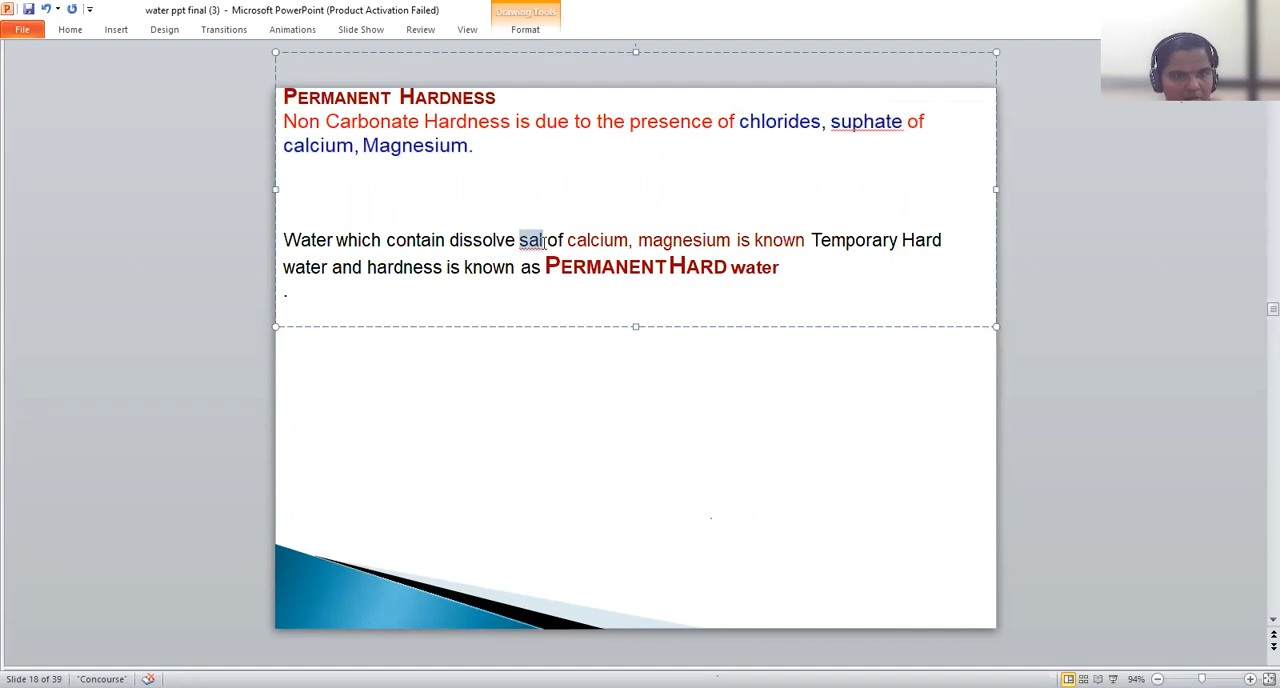 water ppt final (3) - Microsoft PowerPoint (Product Activation Failed)
Drawing Tools
File Home Insert Design Transitions Animations Slide Show Review View Format
PERMANENT HARDNESS
Non Carbonate Hardness is due to the presence of chlorides, suphate of
calcium, Magnesium.
Water which contain dissolve sal of calcium, magnesium is known Temporary Hard
water and hardness is known as PERMANENT HARD water
.
Slide 18 of 39 "Concourse" 94%